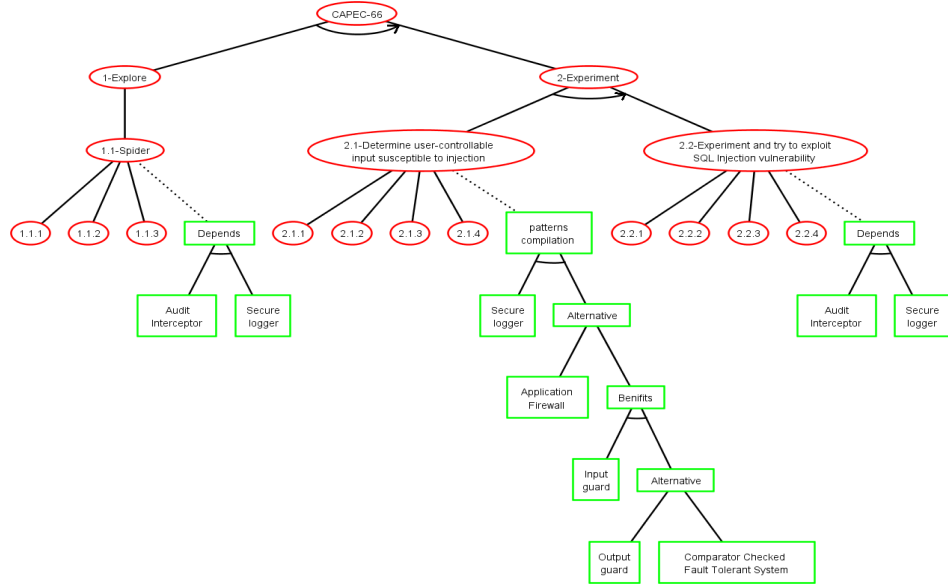 CAPEC-66
1-Explore
2-Experiment
1.1-Spider
2.1-Determine user-controllable
input susceptible to injection
2.2-Experiment and try to exploit
SQL Injection vulnerability
1.1.1
1.1.2
1.1.3
Depends
2.1.1
2.1.2
2.1.3
2.1.4
patterns
compilation
2.2.1
2.2.2
2.2.3
2.2.4
Depends
Audit
Interceptor
Secure
logger
Secure
logger
Alternative
Audit
Interceptor
Secure
logger
Application
Firewall
Benifits
Input
guard
Alternative
Output
guard
Comparator Checked
Fault Tolerant System